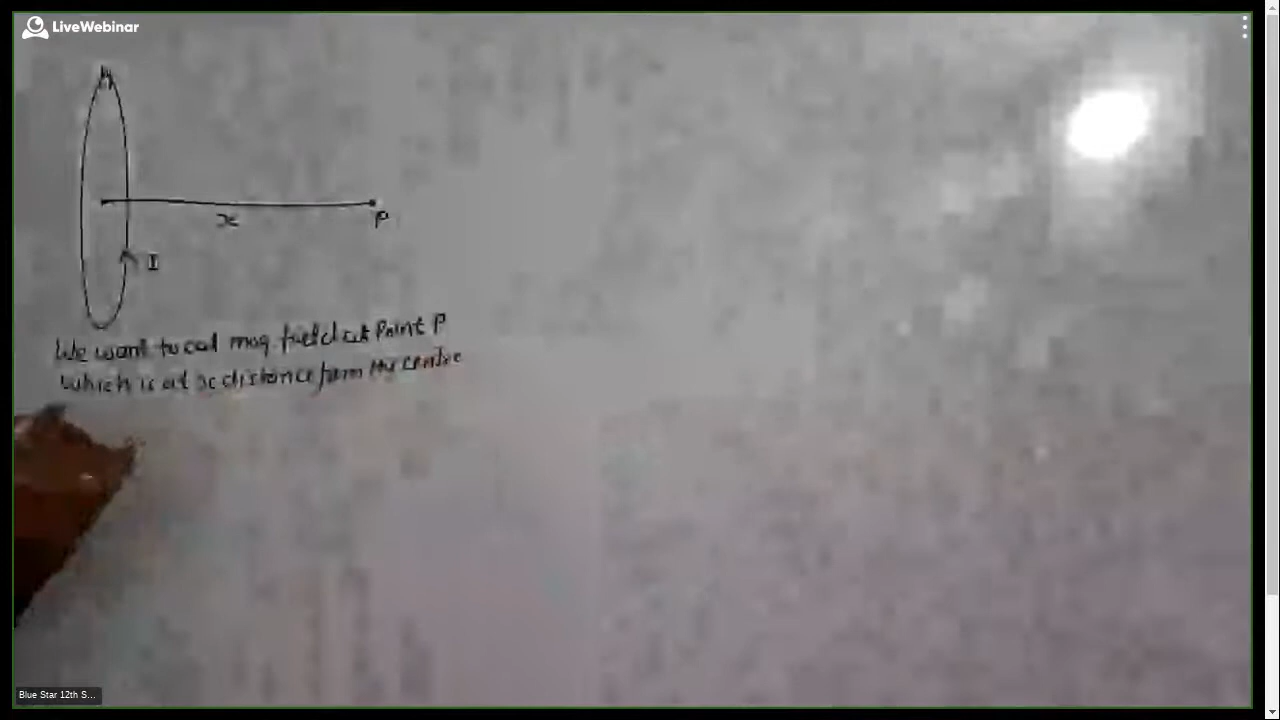 LiveWebinar
x
P
I
We want to cal mag field at Point P
which is at x distance from the centre
Blue Star 12th S...